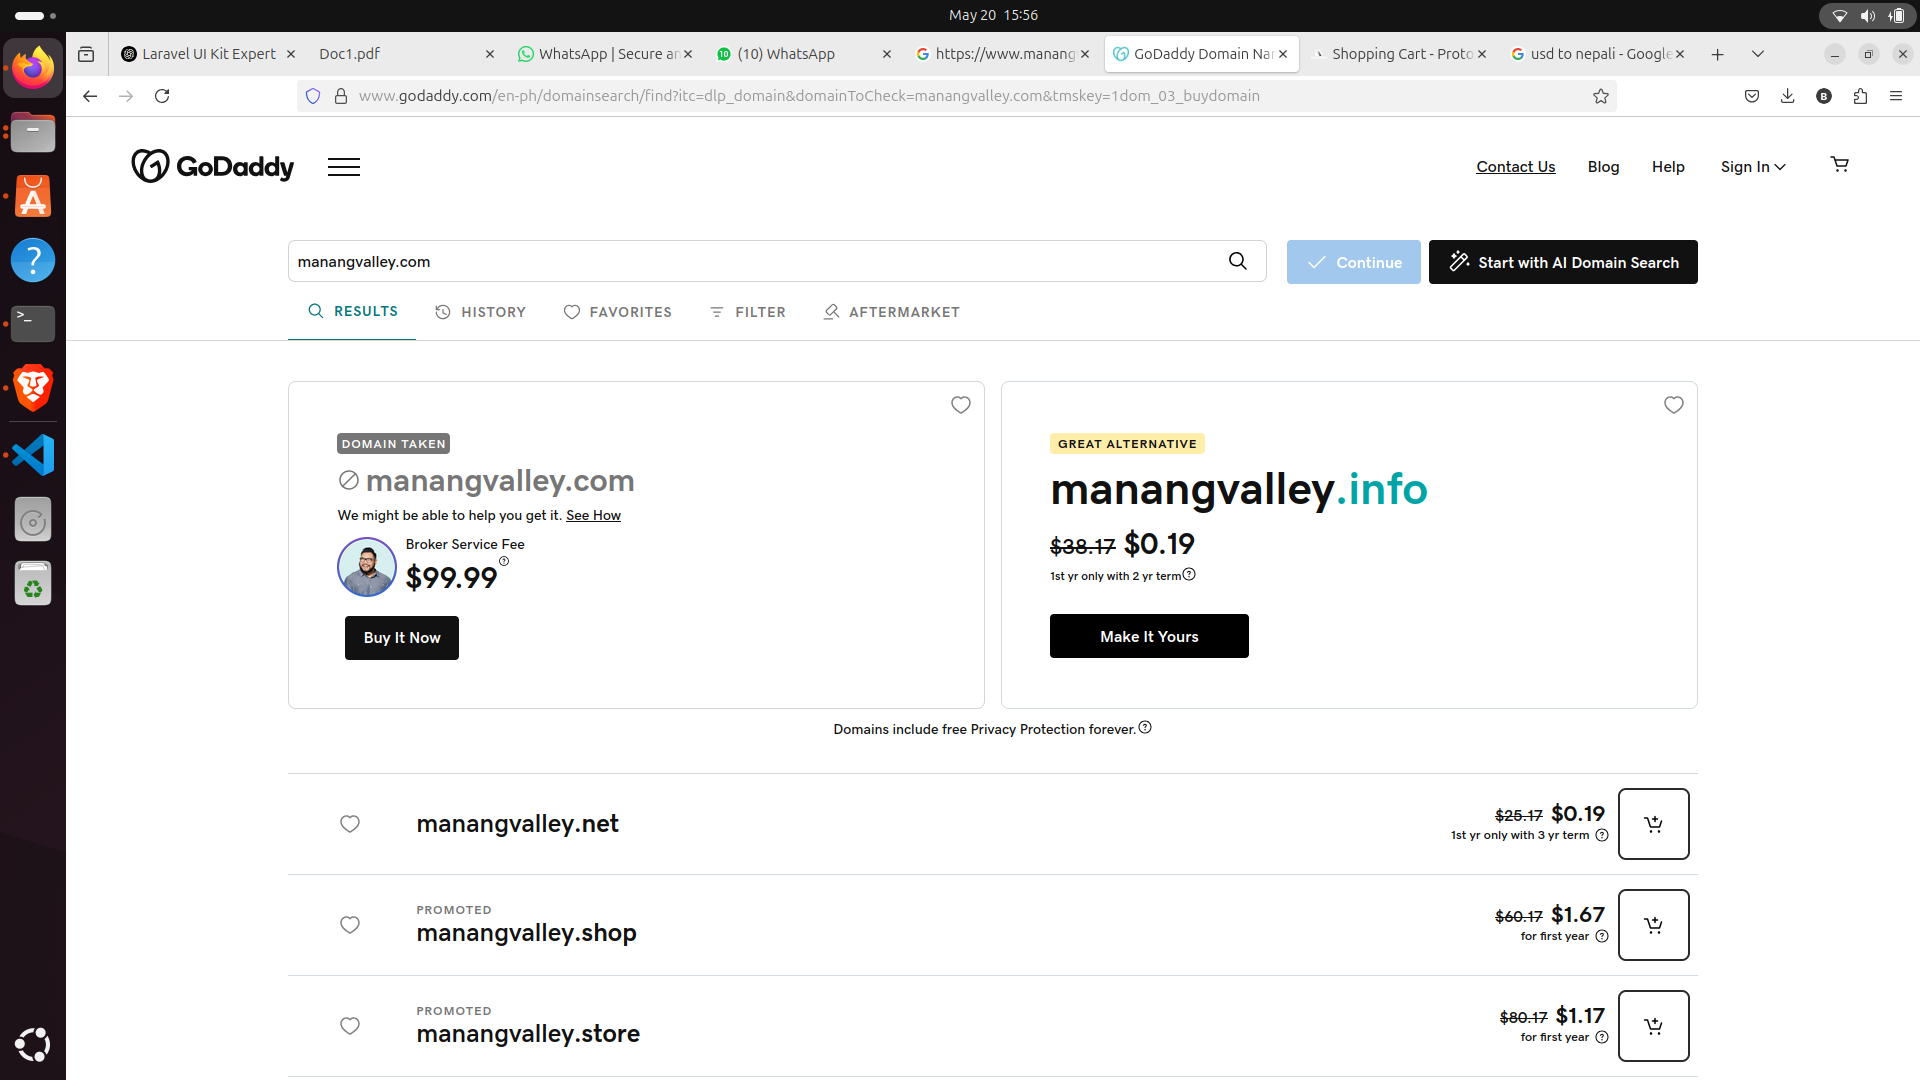 May 20 15:56
Laravel UI Kit Expert
Doc1.pdf
WhatsApp | Secure an
10
(10) WhatsApp
https://www.manang
GoDaddy Domain Nar
Shopping Cart - Proto
usd to nepali - Google
www.godaddy.com/en-ph/domainsearch/find?itc=dlp_domain&domainToCheck=manangvalley.com&tmskey=1dom_03_buydomain
B
GoDaddy
Contact Us
Blog
Help
Sign In
manangvalley.com
Continue
Start with AI Domain Search
RESULTS
HISTORY
FAVORITES
FILTER
AFTERMARKET
DOMAIN TAKEN
manangvalley.com
We might be able to help you get it. See How
Broker Service Fee
$99.99
Buy It Now
GREAT ALTERNATIVE
manangvalley.info
$38.17 $0.19
1st yr only with 2 yr term
Make It Yours
Domains include free Privacy Protection forever.
manangvalley.net
$25.17 $0.19
1st yr only with 3 yr term
PROMOTED
manangvalley.shop
$60.17 $1.67
for first year
PROMOTED
manangvalley.store
$80.17 $1.17
for first year